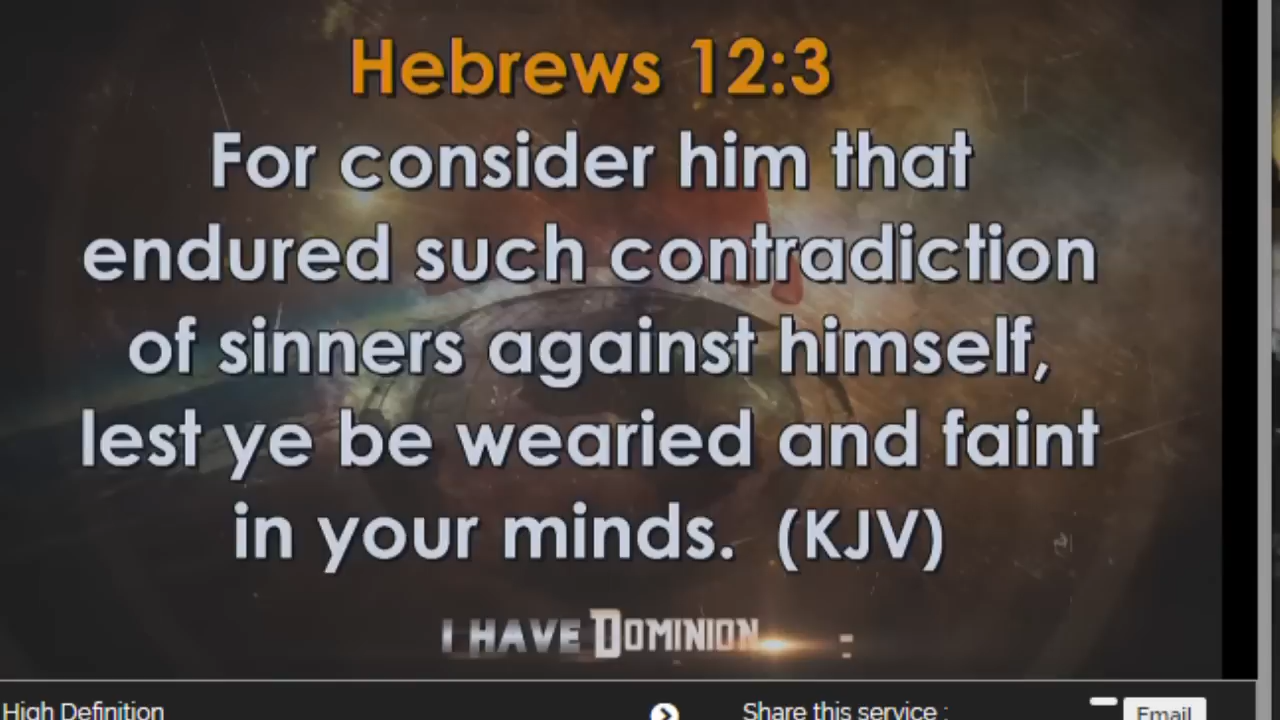 Hebrews 12:3
For consider him that
endured such contradiction
of sinners against himself,
lest ye be wearied and faint
in your minds. (KJV)
I HAVE DOMINION
High Definition
Share this service :
Email